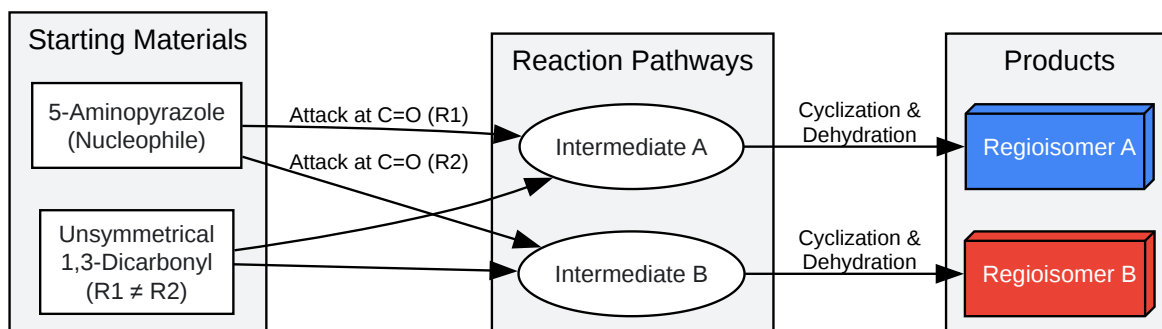 Starting Materials
5-Aminopyrazole
(Nucleophile)
Unsymmetrical
1,3-Dicarbonyl
(R1 ≠ R2)
Attack at C=O (R1)
Attack at C=O (R2)
Reaction Pathways
Intermediate A
Intermediate B
Cyclization &
Dehydration
Cyclization &
Dehydration
Products
Regioisomer A
Regioisomer B